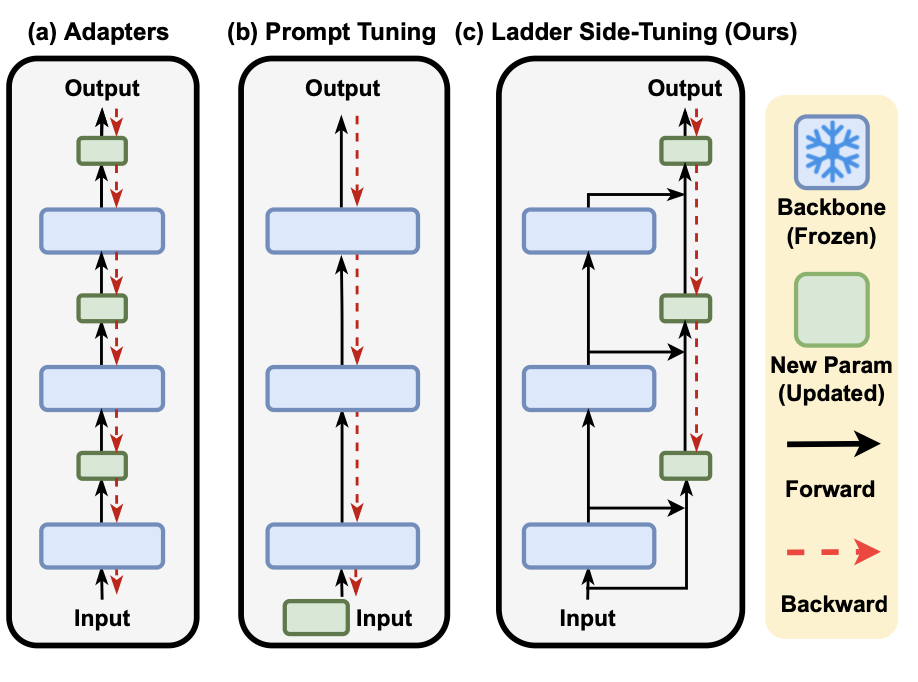 (a) Adapters
(b) Prompt Tuning
(c) Ladder Side-Tuning (Ours)
Output
Input
Output
Input
Output
Input
Backbone
(Frozen)
New Param
(Updated)
Forward
Backward